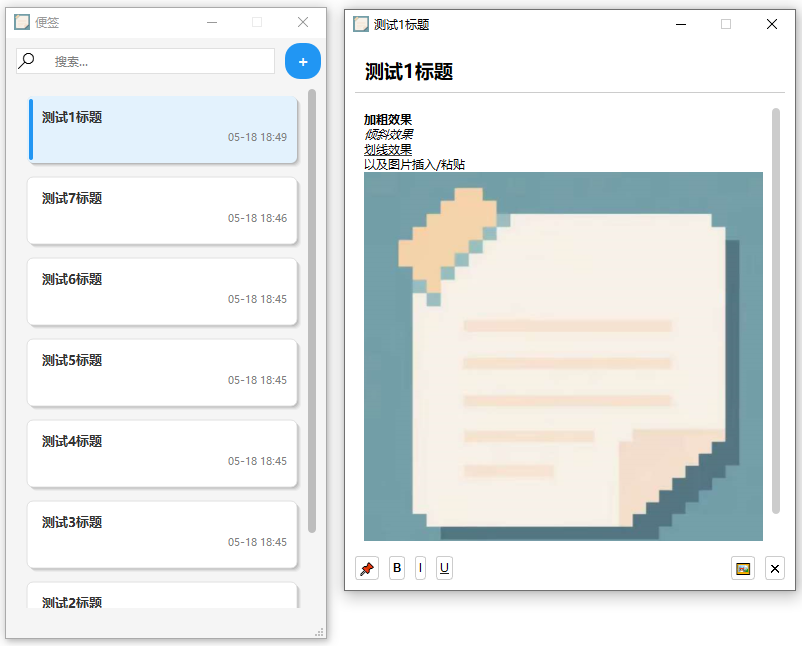 便签
搜索...
+
测试1标题
05-18 18:49
测试7标题
05-18 18:46
测试6标题
05-18 18:45
测试5标题
05-18 18:45
测试4标题
05-18 18:45
测试3标题
05-18 18:45
测试2标题
测试1标题
测试1标题
加粗效果
倾斜效果
划线效果
以及图片插入/粘贴
B I U